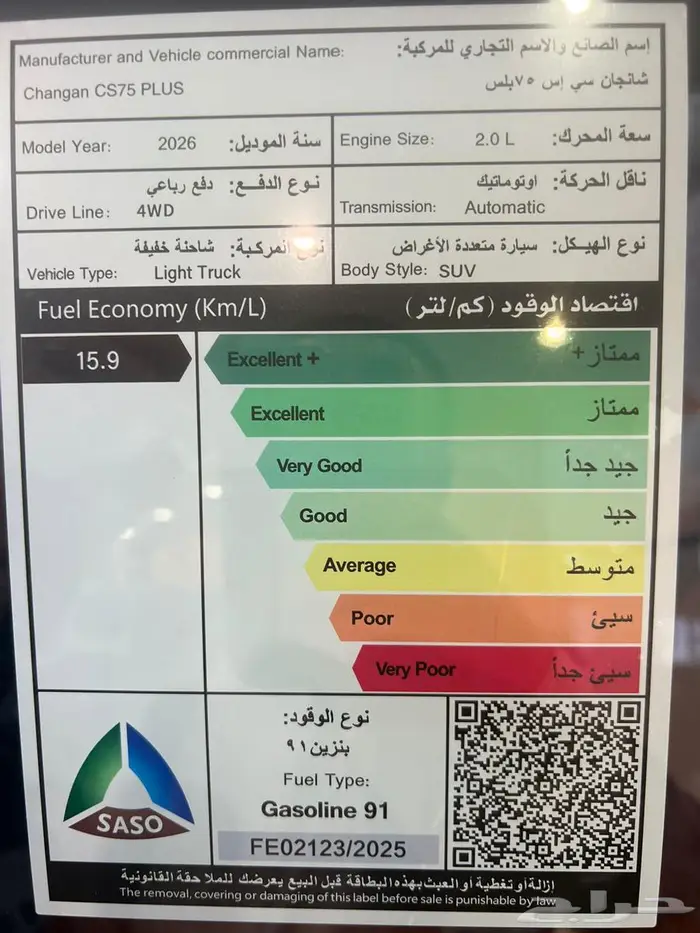 Manufacturer and Vehicle commercial Name: إسم الصانع والاسم التجاري للمركبة:
Changan CS75 PLUS شانجان سي إس ٧٥بلس
Model Year: 2026 سنة الموديل:
Engine Size: 2.0 L سعة المحرك:
نوع الدفع: دفع رباعي
Drive Line: 4WD
ناقل الحركة: اوتوماتيك
Transmission: Automatic
نوع المركبة: شاحنة خفيفة
Vehicle Type: Light Truck
نوع الهيكل: سيارة متعددة الأغراض
Body Style: SUV
Fuel Economy (Km/L) اقتصاد الوقود (كم/لتر)
15.9
Excellent + ممتاز+
Excellent ممتاز
Very Good جيد جداً
Good جيد
Average متوسط
Poor سيئ
Very Poor سيئ جداً
SASO
نوع الوقود:
بنزين٩١
Fuel Type:
Gasoline 91
FE02123/2025
إزالة أو تغطية أو العبث بهذه البطاقة قبل البيع يعرضك للملاحقة القانونية
The removal, covering or damaging of this label before sale is punishable by law
حراج